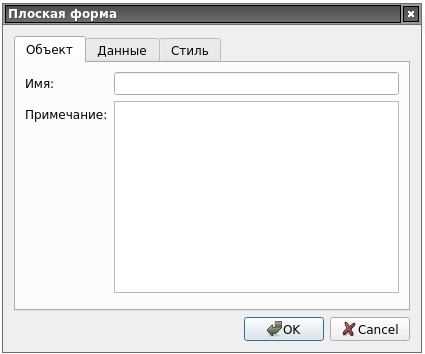 Плоская форма
Объект Данные Стиль
Имя:
Примечание:
OK Cancel